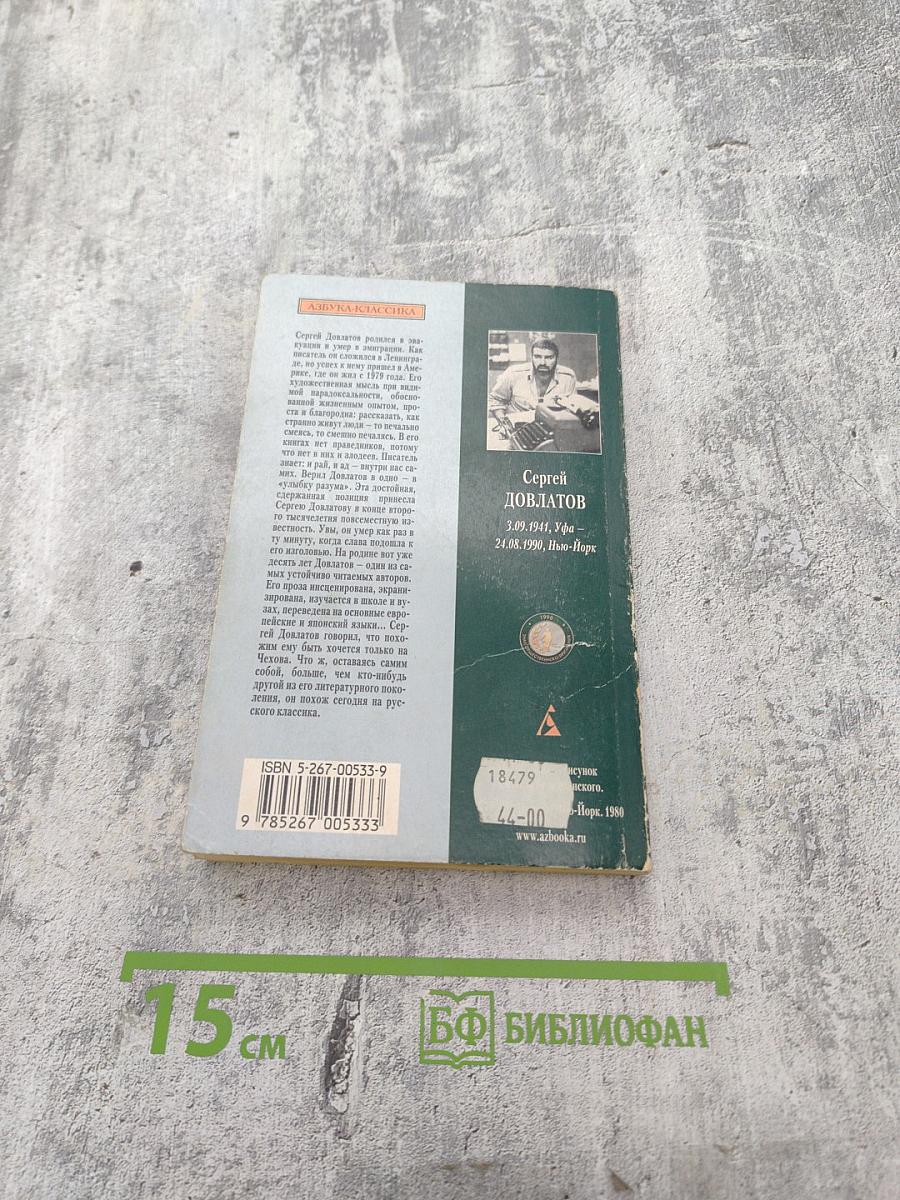 АЗБУКА-КЛАССИКА
Сергей Довлатов родился в эва-
куации и умер в эмиграции. Как
писатель он сложился в Ленингра-
де, но успех к нему пришел в Аме-
рике, где он жил с 1979 года. Его
художественная мысль при види-
мой парадоксальности, обосно-
ванной жизненным опытом, про-
ста и благородна: рассказать, как
странно живут люди – то печально
смеясь, то смешно печалясь. В его
книгах нет праведников, потому
что нет в них и злодеев. Писатель
знает: и рай, и ад – внутри нас са-
мих. Верил Довлатов в одно – в
«улыбку разума». Эта достойная,
сдержанная позиция принесла
Сергею Довлатову в конце второ-
го тысячелетия повсеместную из-
вестность. Увы, он умер как раз в
ту минуту, когда слава подошла к
его изголовью. На родине вот уже
десять лет Довлатов – один из са-
мых устойчиво читаемых авторов.
Его проза инсценирована, экрани-
зирована, изучается в школе и ву-
зах, переведена на основные евро-
пейские и японский языки... Сер-
гей Довлатов говорил, что похо-
жим ему быть хочется только на
Чехова. Что ж, оставаясь самим
собой, больше, чем кто-нибудь
другой из его литературного поко-
ления, он похож сегодня на рус-
ского классика.
ISBN 5-267-00533-9
9 785267 005333
Сергей
ДОВЛАТОВ
3.09.1941, Уфа –
24.08.1990, Нью-Йорк
1996
18479
44-00
исунок
нского.
о-Йорк. 1980
www.azbooka.ru
15 см
БФ БИБЛИОФАН